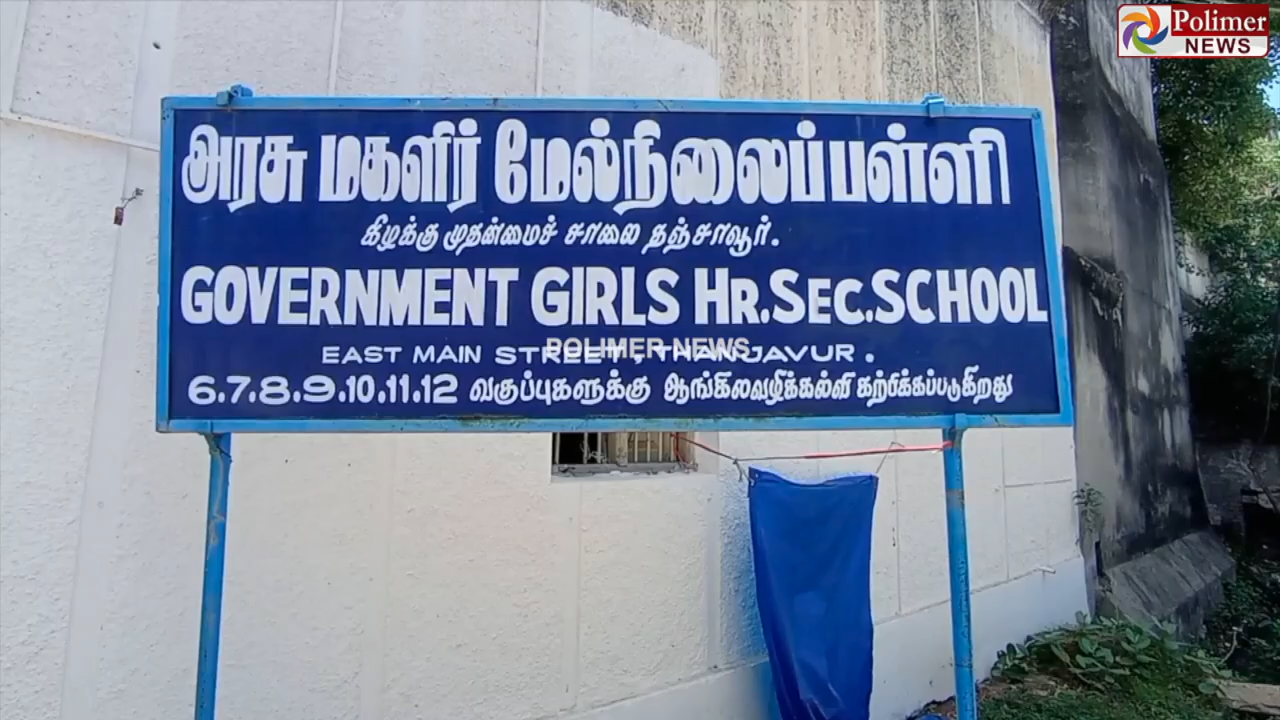 Polimer
NEWS
அரசு மகளிர் மேல்நிலைப்பள்ளி
கிழக்கு முதன்மைச் சாலை தஞ்சாவூர்.
GOVERNMENT GIRLS HR.SEC.SCHOOL
EAST MAIN STREET, THANJAVUR.
POLIMER NEWS
6.7.8.9.10.11.12 வகுப்புகளுக்கு ஆங்கிலவழிக்கல்வி கற்பிக்கப்படுகிறது